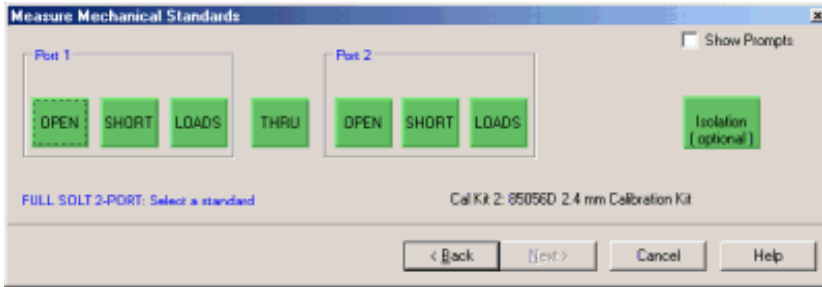 Measure Mechanical Standards
Show Prompts
Port 1
Port 2
OPEN
SHORT
LOADS
THRU
OPEN
SHORT
LOADS
Isolation
( optional )
FULL SOLT 2-PORT: Select a standard
Cal Kit 2: 85056D 2.4 mm Calibration Kit
< Back
Next >
Cancel
Help